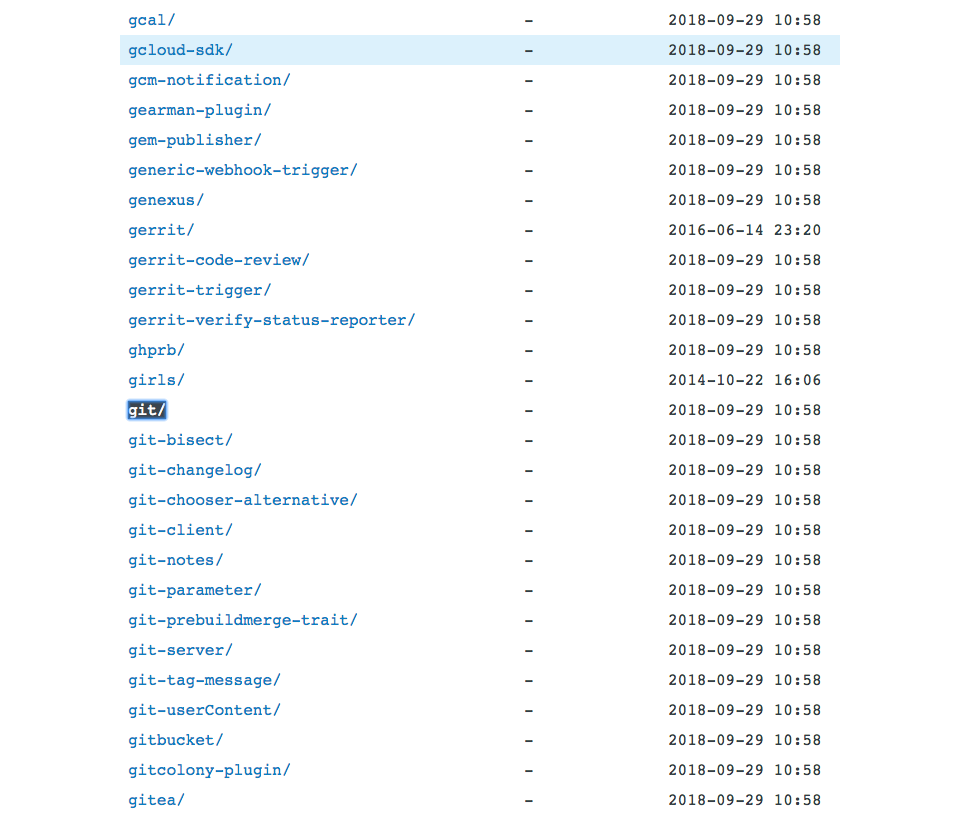 gcal/ - 2018-09-29 10:58
gcloud-sdk/ - 2018-09-29 10:58
gcm-notification/ - 2018-09-29 10:58
gearman-plugin/ - 2018-09-29 10:58
gem-publisher/ - 2018-09-29 10:58
generic-webhook-trigger/ - 2018-09-29 10:58
genexus/ - 2018-09-29 10:58
gerrit/ - 2016-06-14 23:20
gerrit-code-review/ - 2018-09-29 10:58
gerrit-trigger/ - 2018-09-29 10:58
gerrit-verify-status-reporter/ - 2018-09-29 10:58
ghprb/ - 2018-09-29 10:58
girls/ - 2014-10-22 16:06
git/ - 2018-09-29 10:58
git-bisect/ - 2018-09-29 10:58
git-changelog/ - 2018-09-29 10:58
git-chooser-alternative/ - 2018-09-29 10:58
git-client/ - 2018-09-29 10:58
git-notes/ - 2018-09-29 10:58
git-parameter/ - 2018-09-29 10:58
git-prebuildmerge-trait/ - 2018-09-29 10:58
git-server/ - 2018-09-29 10:58
git-tag-message/ - 2018-09-29 10:58
git-userContent/ - 2018-09-29 10:58
gitbucket/ - 2018-09-29 10:58
gitcolony-plugin/ - 2018-09-29 10:58
gitea/ - 2018-09-29 10:58